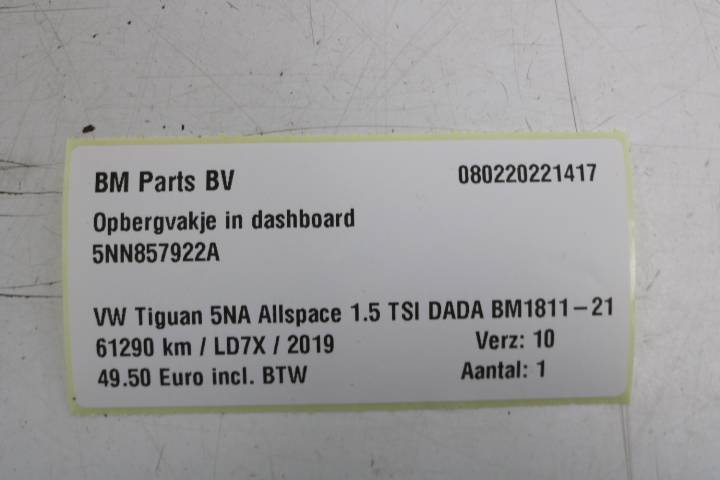 BM Parts BV 080220221417
Opbergvakje in dashboard
5NN857922A
VW Tiguan 5NA Allspace 1.5 TSI DADA BM1811-21
61290 km / LD7X / 2019 Verz: 10
49.50 Euro incl. BTW Aantal: 1